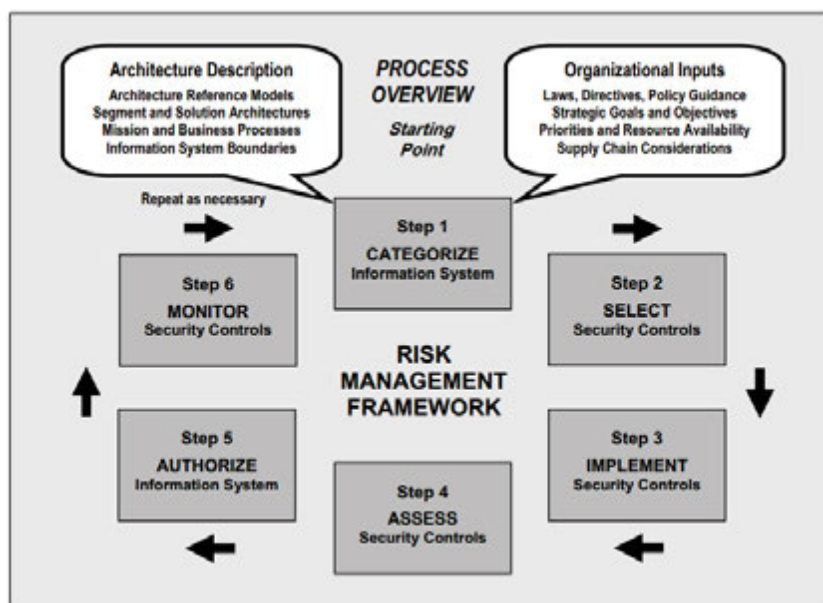 Architecture Description
Architecture Reference Models
Segment and Solution Architectures
Mission and Business Processes
Information System Boundaries
PROCESS
OVERVIEW
Starting
Point
Organizational Inputs
Laws, Directives, Policy Guidance
Strategic Goals and Objectives
Priorities and Resource Availability
Supply Chain Considerations
Repeat as necessary
Step 1
CATEGORIZE
Information System
Step 2
SELECT
Security Controls
Step 3
IMPLEMENT
Security Controls
Step 4
ASSESS
Security Controls
Step 5
AUTHORIZE
Information System
Step 6
MONITOR
Security Controls
RISK
MANAGEMENT
FRAMEWORK